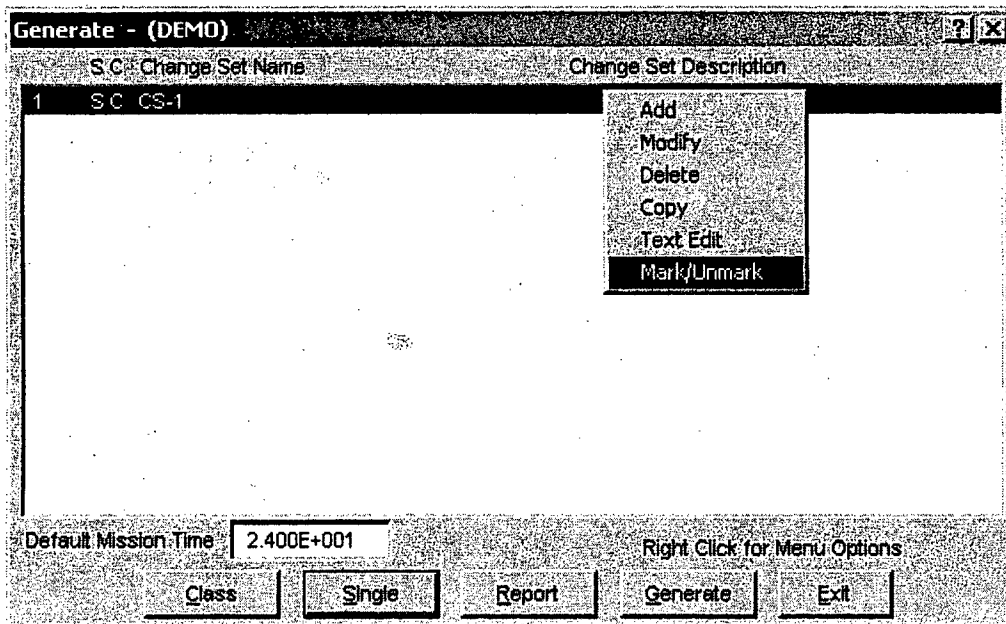 Generate - (DEMO)
S C Change Set Name Change Set Description
1 S C CS-1
Add
Modify
Delete
Copy
Text Edit
Mark/Unmark
Default Mission Time 2.400E+001
Right Click for Menu Options
Class Single Report Generate Exit